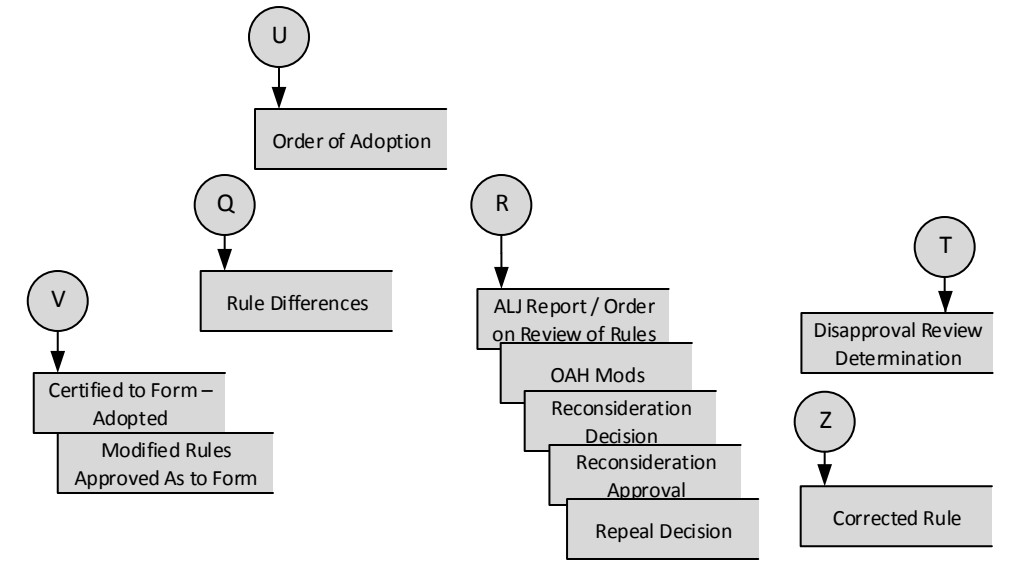 U
Order of Adoption
Q
Rule Differences
R
ALJ Report / Order
on Review of Rules
OAH Mods
Reconsideration
Decision
Reconsideration
Approval
Repeal Decision
T
Disapproval Review
Determination
V
Certified to Form –
Adopted
Modified Rules
Approved As to Form
Z
Corrected Rule